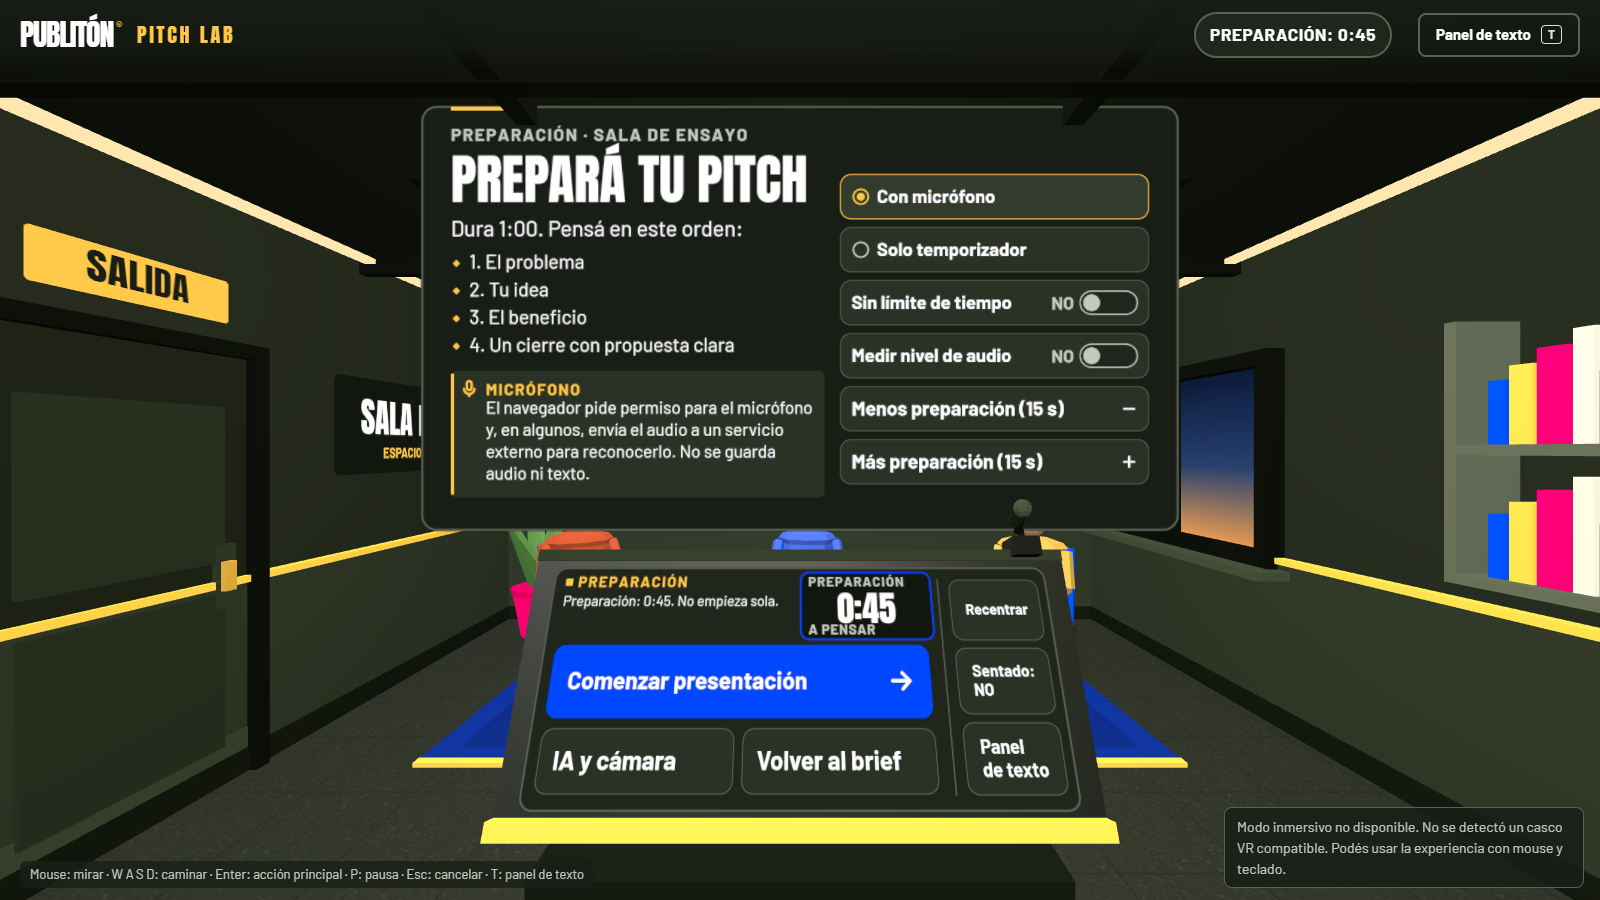 PUBLITÓN® PITCH LAB
PREPARACIÓN: 0:45
Panel de texto T
SALIDA
SALA
ESPACIO
PREPARACIÓN · SALA DE ENSAYO
PREPARÁ TU PITCH
Dura 1:00. Pensá en este orden:
1. El problema
2. Tu idea
3. El beneficio
4. Un cierre con propuesta clara
MICRÓFONO
El navegador pide permiso para el micrófono
y, en algunos, envía el audio a un servicio
externo para reconocerlo. No se guarda
audio ni texto.
Con micrófono
Solo temporizador
Sin límite de tiempo NO
Medir nivel de audio NO
Menos preparación (15 s) −
Más preparación (15 s) +
PREPARACIÓN
Preparación: 0:45. No empieza sola.
PREPARACIÓN
0:45
A PENSAR
Comenzar presentación →
IA y cámara
Volver al brief
Recentrar
Sentado:
NO
Panel
de texto
Mouse: mirar · W A S D: caminar · Enter: acción principal · P: pausa · Esc: cancelar · T: panel de texto
Modo inmersivo no disponible. No se detectó un casco
VR compatible. Podés usar la experiencia con mouse y
teclado.